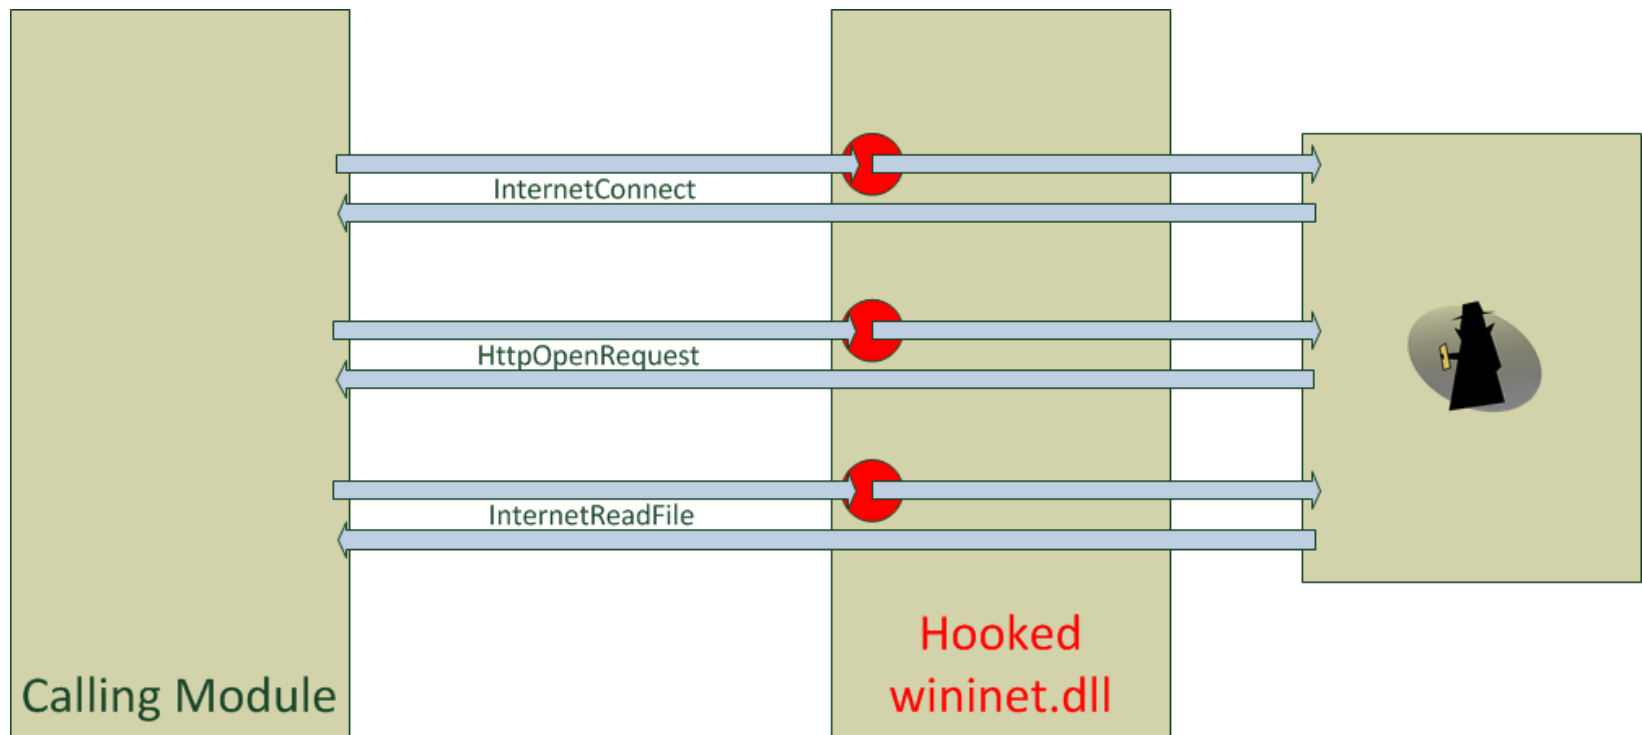 InternetConnect
HttpOpenRequest
InternetReadFile
Hooked
wininet.dll
Calling Module